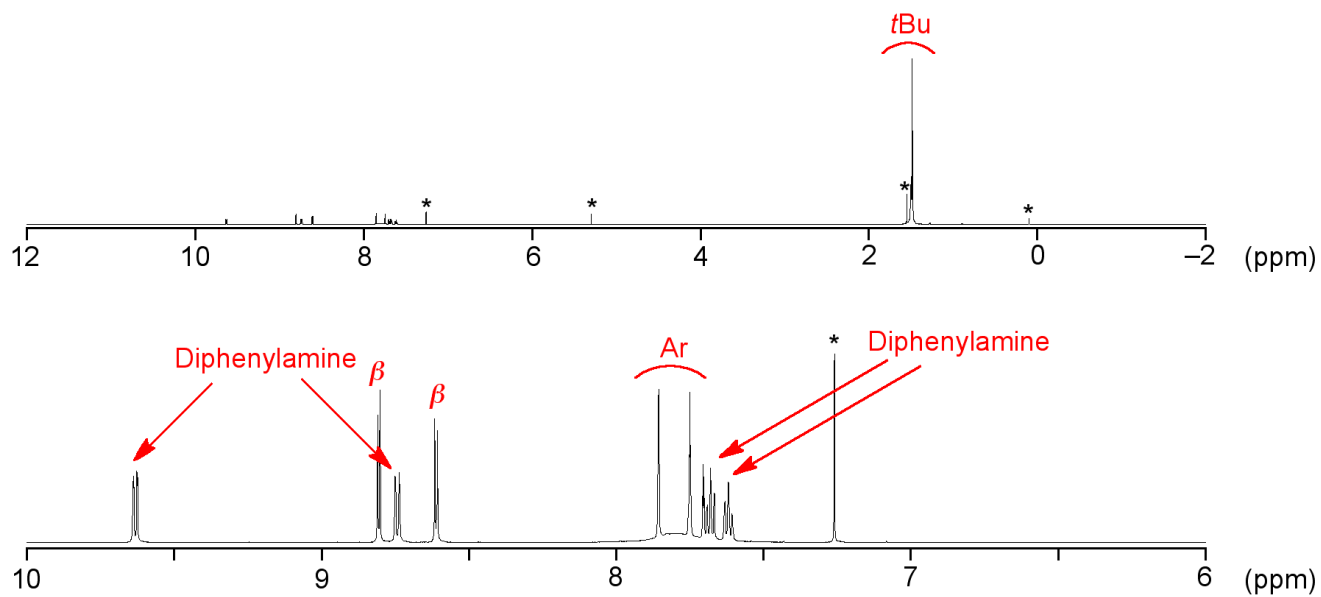 tBu
* * * *
12 10 8 6 4 2 0 –2 (ppm)
Diphenylamine β β Ar * Diphenylamine
10 9 8 7 6 (ppm)